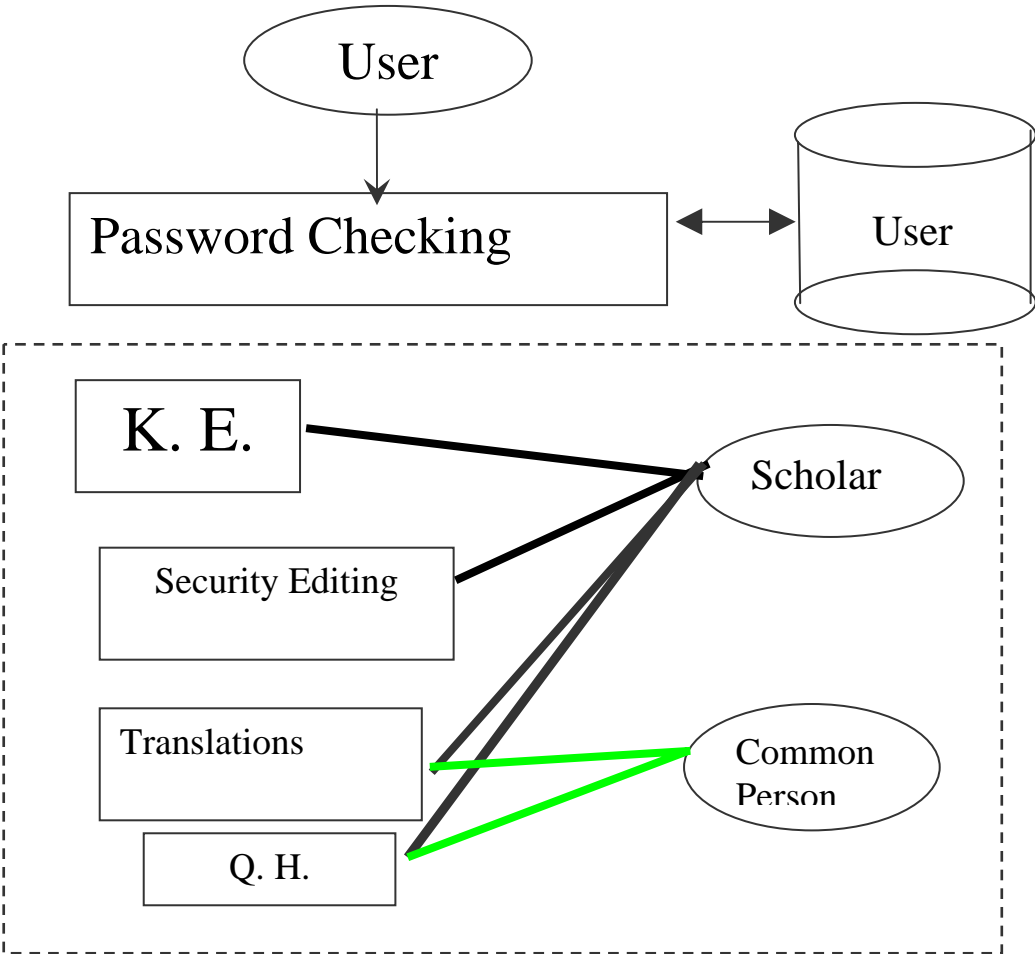 User
Password Checking
User
K. E.
Scholar
Security Editing
Translations
Common
Person
Q. H.